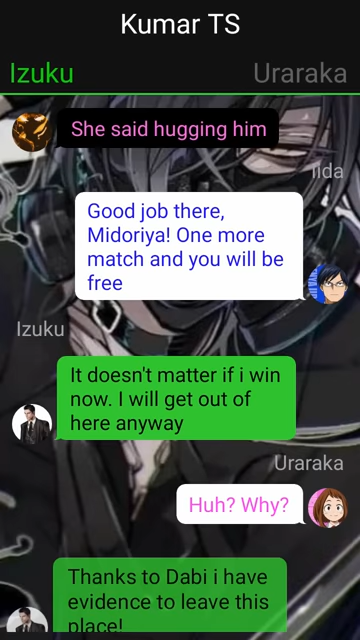 Kumar TS
Izuku
Uraraka
She said hugging him
Iida
Good job there,
Midoriya! One more
match and you will be
free
Izuku
It doesn't matter if i win
now. I will get out of
here anyway
Uraraka
Huh? Why?
Thanks to Dabi i have
evidence to leave this
place!